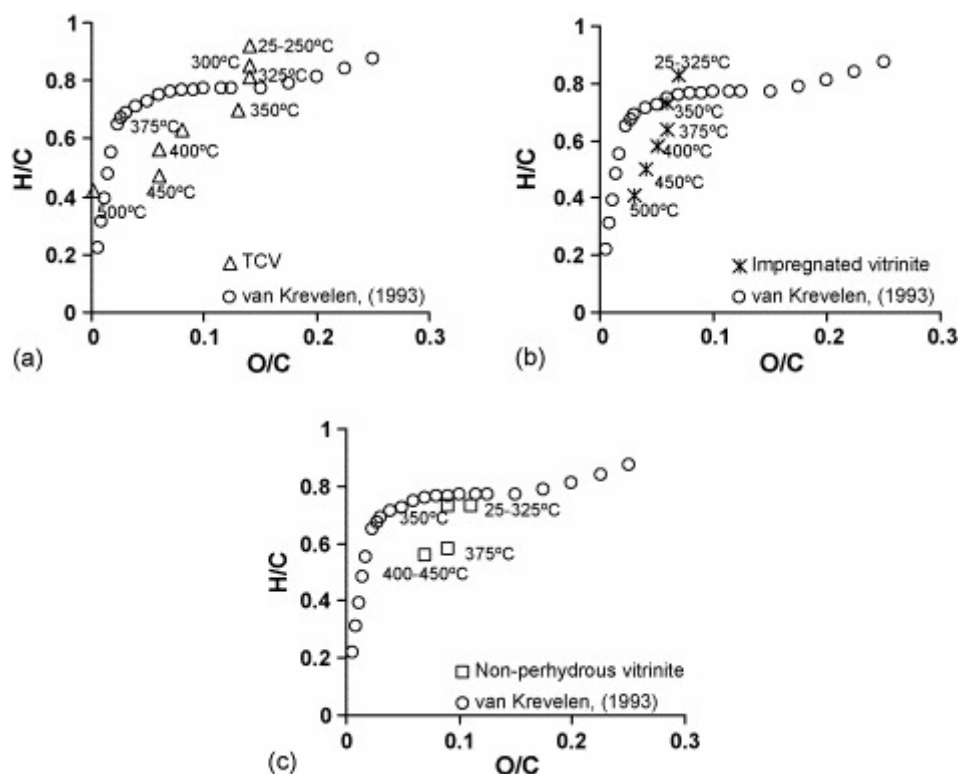 1
0.8
0.6
0.4
0.2
0
H/C
25-250ºC
300ºC
325ºC
350ºC
375ºC
400ºC
450ºC
500ºC
TCV
van Krevelen, (1993)
0
0.1
0.2
0.3
O/C
(a)
1
0.8
0.6
0.4
0.2
0
H/C
25-325ºC
350ºC
375ºC
400ºC
450ºC
500ºC
Impregnated vitrinite
van Krevelen, (1993)
0
0.1
0.2
0.3
O/C
(b)
1
0.8
0.6
0.4
0.2
0
H/C
350ºC
25-325ºC
375ºC
400-450ºC
Non-perhydrous vitrinite
van Krevelen, (1993)
0
0.1
0.2
0.3
O/C
(c)